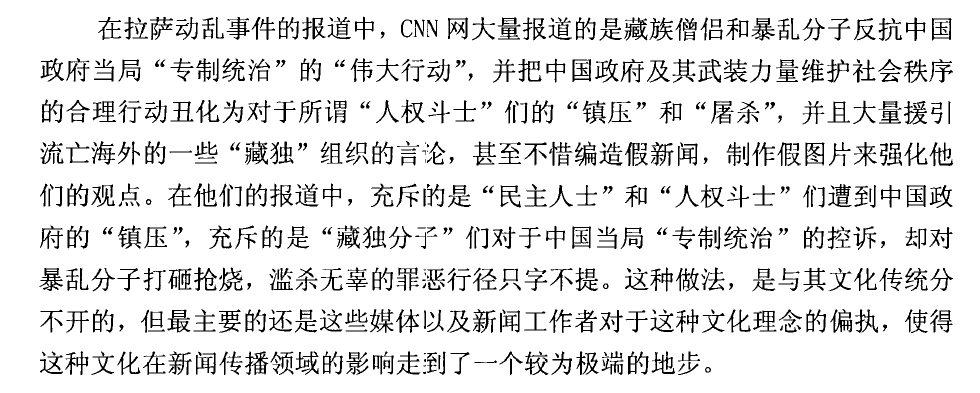 在拉萨动乱事件的报道中，CNN 网大量报道的是藏族僧侣和暴乱分子反抗中国
政府当局“专制统治”的“伟大行动”，并把中国政府及其武装力量维护社会秩序
的合理行动丑化为对于所谓“人权斗士”们的“镇压”和“屠杀”，并且大量援引
流亡海外的一些“藏独”组织的言论，甚至不惜编造假新闻，制作假图片来强化他
们的观点。在他们的报道中，充斥的是“民主人士”和“人权斗士”们遭到中国政
府的“镇压”，充斥的是“藏独分子”们对于中国当局“专制统治”的控诉，却对
暴乱分子打砸抢烧，滥杀无辜的罪恶行径只字不提。这种做法，是与其文化传统分
不开的，但最主要的还是这些媒体以及新闻工作者对于这种文化理念的偏执，使得
这种文化在新闻传播领域的影响走到了一个较为极端的地步。